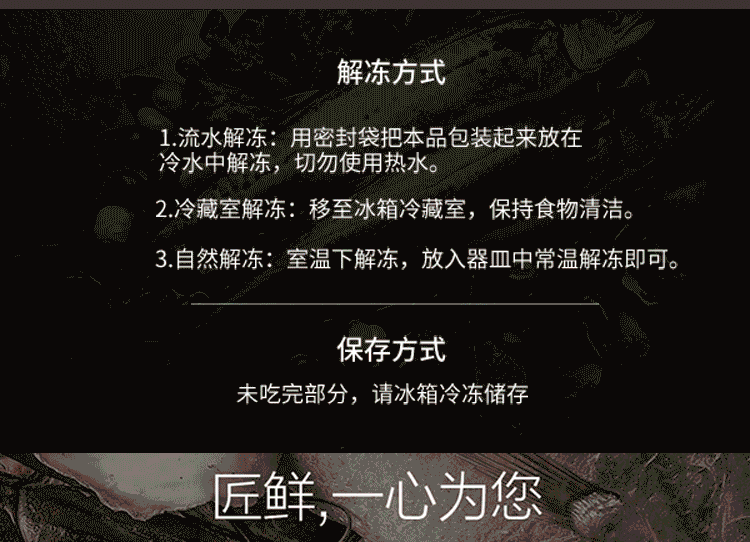 解冻方式
1.流水解冻：用密封袋把本品包装起来放在
冷水中解冻，切勿使用热水。
2.冷藏室解冻：移至冰箱冷藏室，保持食物清洁。
3.自然解冻：室温下解冻，放入器皿中常温解冻即可。
保存方式
未吃完部分，请冰箱冷冻储存
匠鲜,一心为您